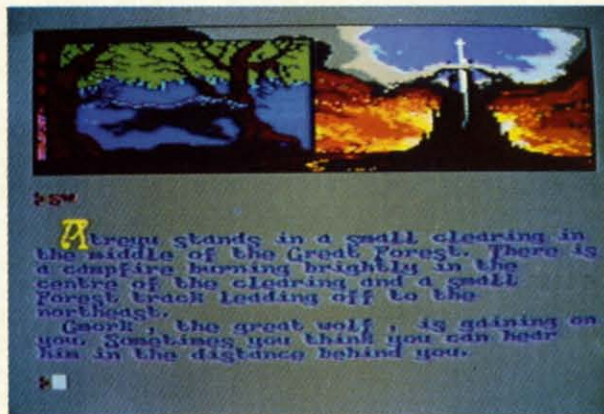 >sw
Atreyu stands in a small clearing in
the middle of the Great Forest. There is
a campfire burning brightly in the
centre of the clearing and a small
Forest track leading off to the
northeast.
Gmork , the great wolf , is gaining on
you. Sometimes you think you can hear
him in the distance behind you.
>